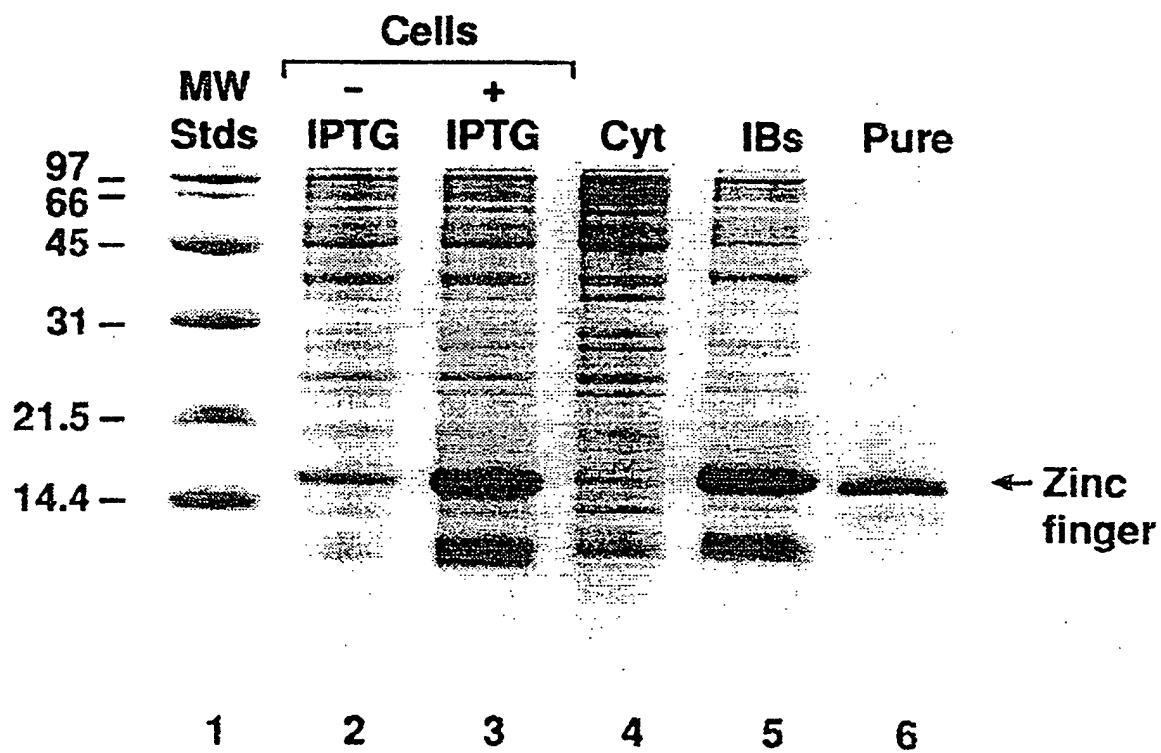 Cells
MW - +
Stds IPTG IPTG Cyt IBs Pure
97 –
66 –
45 –
31 –
21.5 –
14.4 –
← Zinc
finger
1 2 3 4 5 6